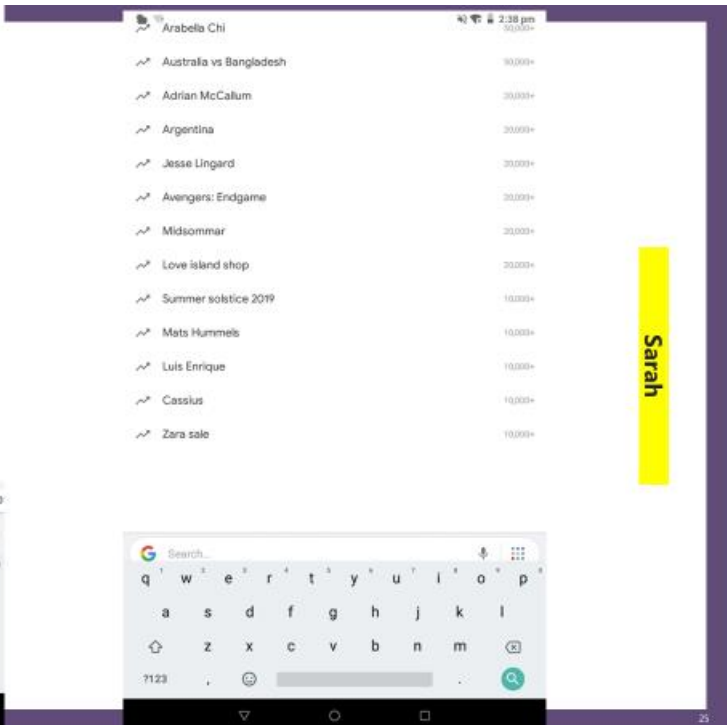 2:38 pm
Arabella Chi 50,000+
Australia vs Bangladesh 50,000+
Adrian McCallum 20,000+
Argentina 20,000+
Jesse Lingard 20,000+
Avengers: Endgame 20,000+
Midsommar 20,000+
Love island shop 20,000+
Summer solstice 2019 10,000+
Mats Hummels 10,000+
Luis Enrique 10,000+
Cassius 10,000+
Zara sale 10,000+
Sarah
Search...
q w e r t y u i o p
a s d f g h j k l
z x c v b n m
?123 , .
25